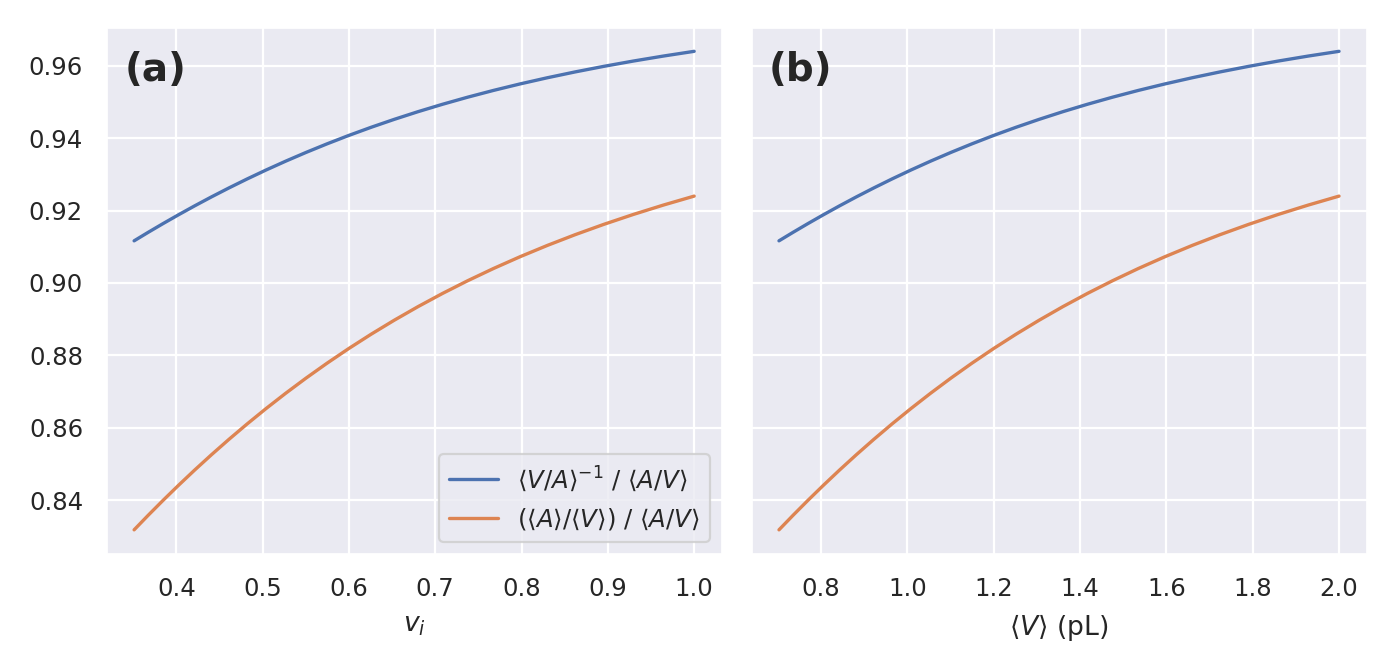 (a)
(b)
0.96
0.94
0.92
0.90
0.88
0.86
0.84
⟨V/A⟩⁻¹ / ⟨A/V⟩
(⟨A⟩/⟨V⟩) / ⟨A/V⟩
0.4 0.5 0.6 0.7 0.8 0.9 1.0
0.8 1.0 1.2 1.4 1.6 1.8 2.0
vᵢ
⟨V⟩ (pL)